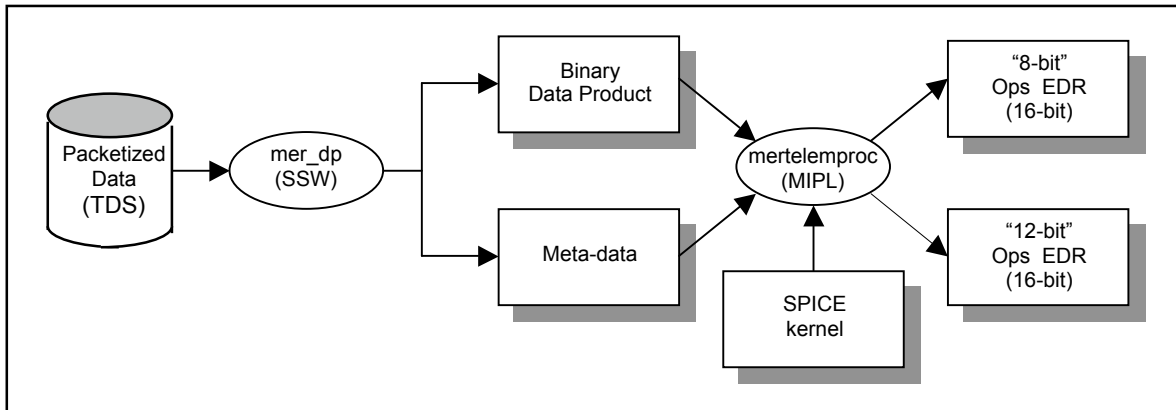 Packetized
Data
(TDS)
mer_dp
(SSW)
Binary
Data Product
Meta-data
mertelemproc
(MIPL)
SPICE
kernel
“8-bit”
Ops EDR
(16-bit)
“12-bit”
Ops EDR
(16-bit)